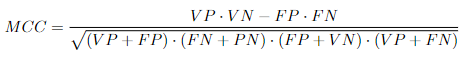 MCC = \frac{VP \cdot VN - FP \cdot FN}{\sqrt{(VP + FP) \cdot (FN + PN) \cdot (FP + VN) \cdot (VP + FN)}}